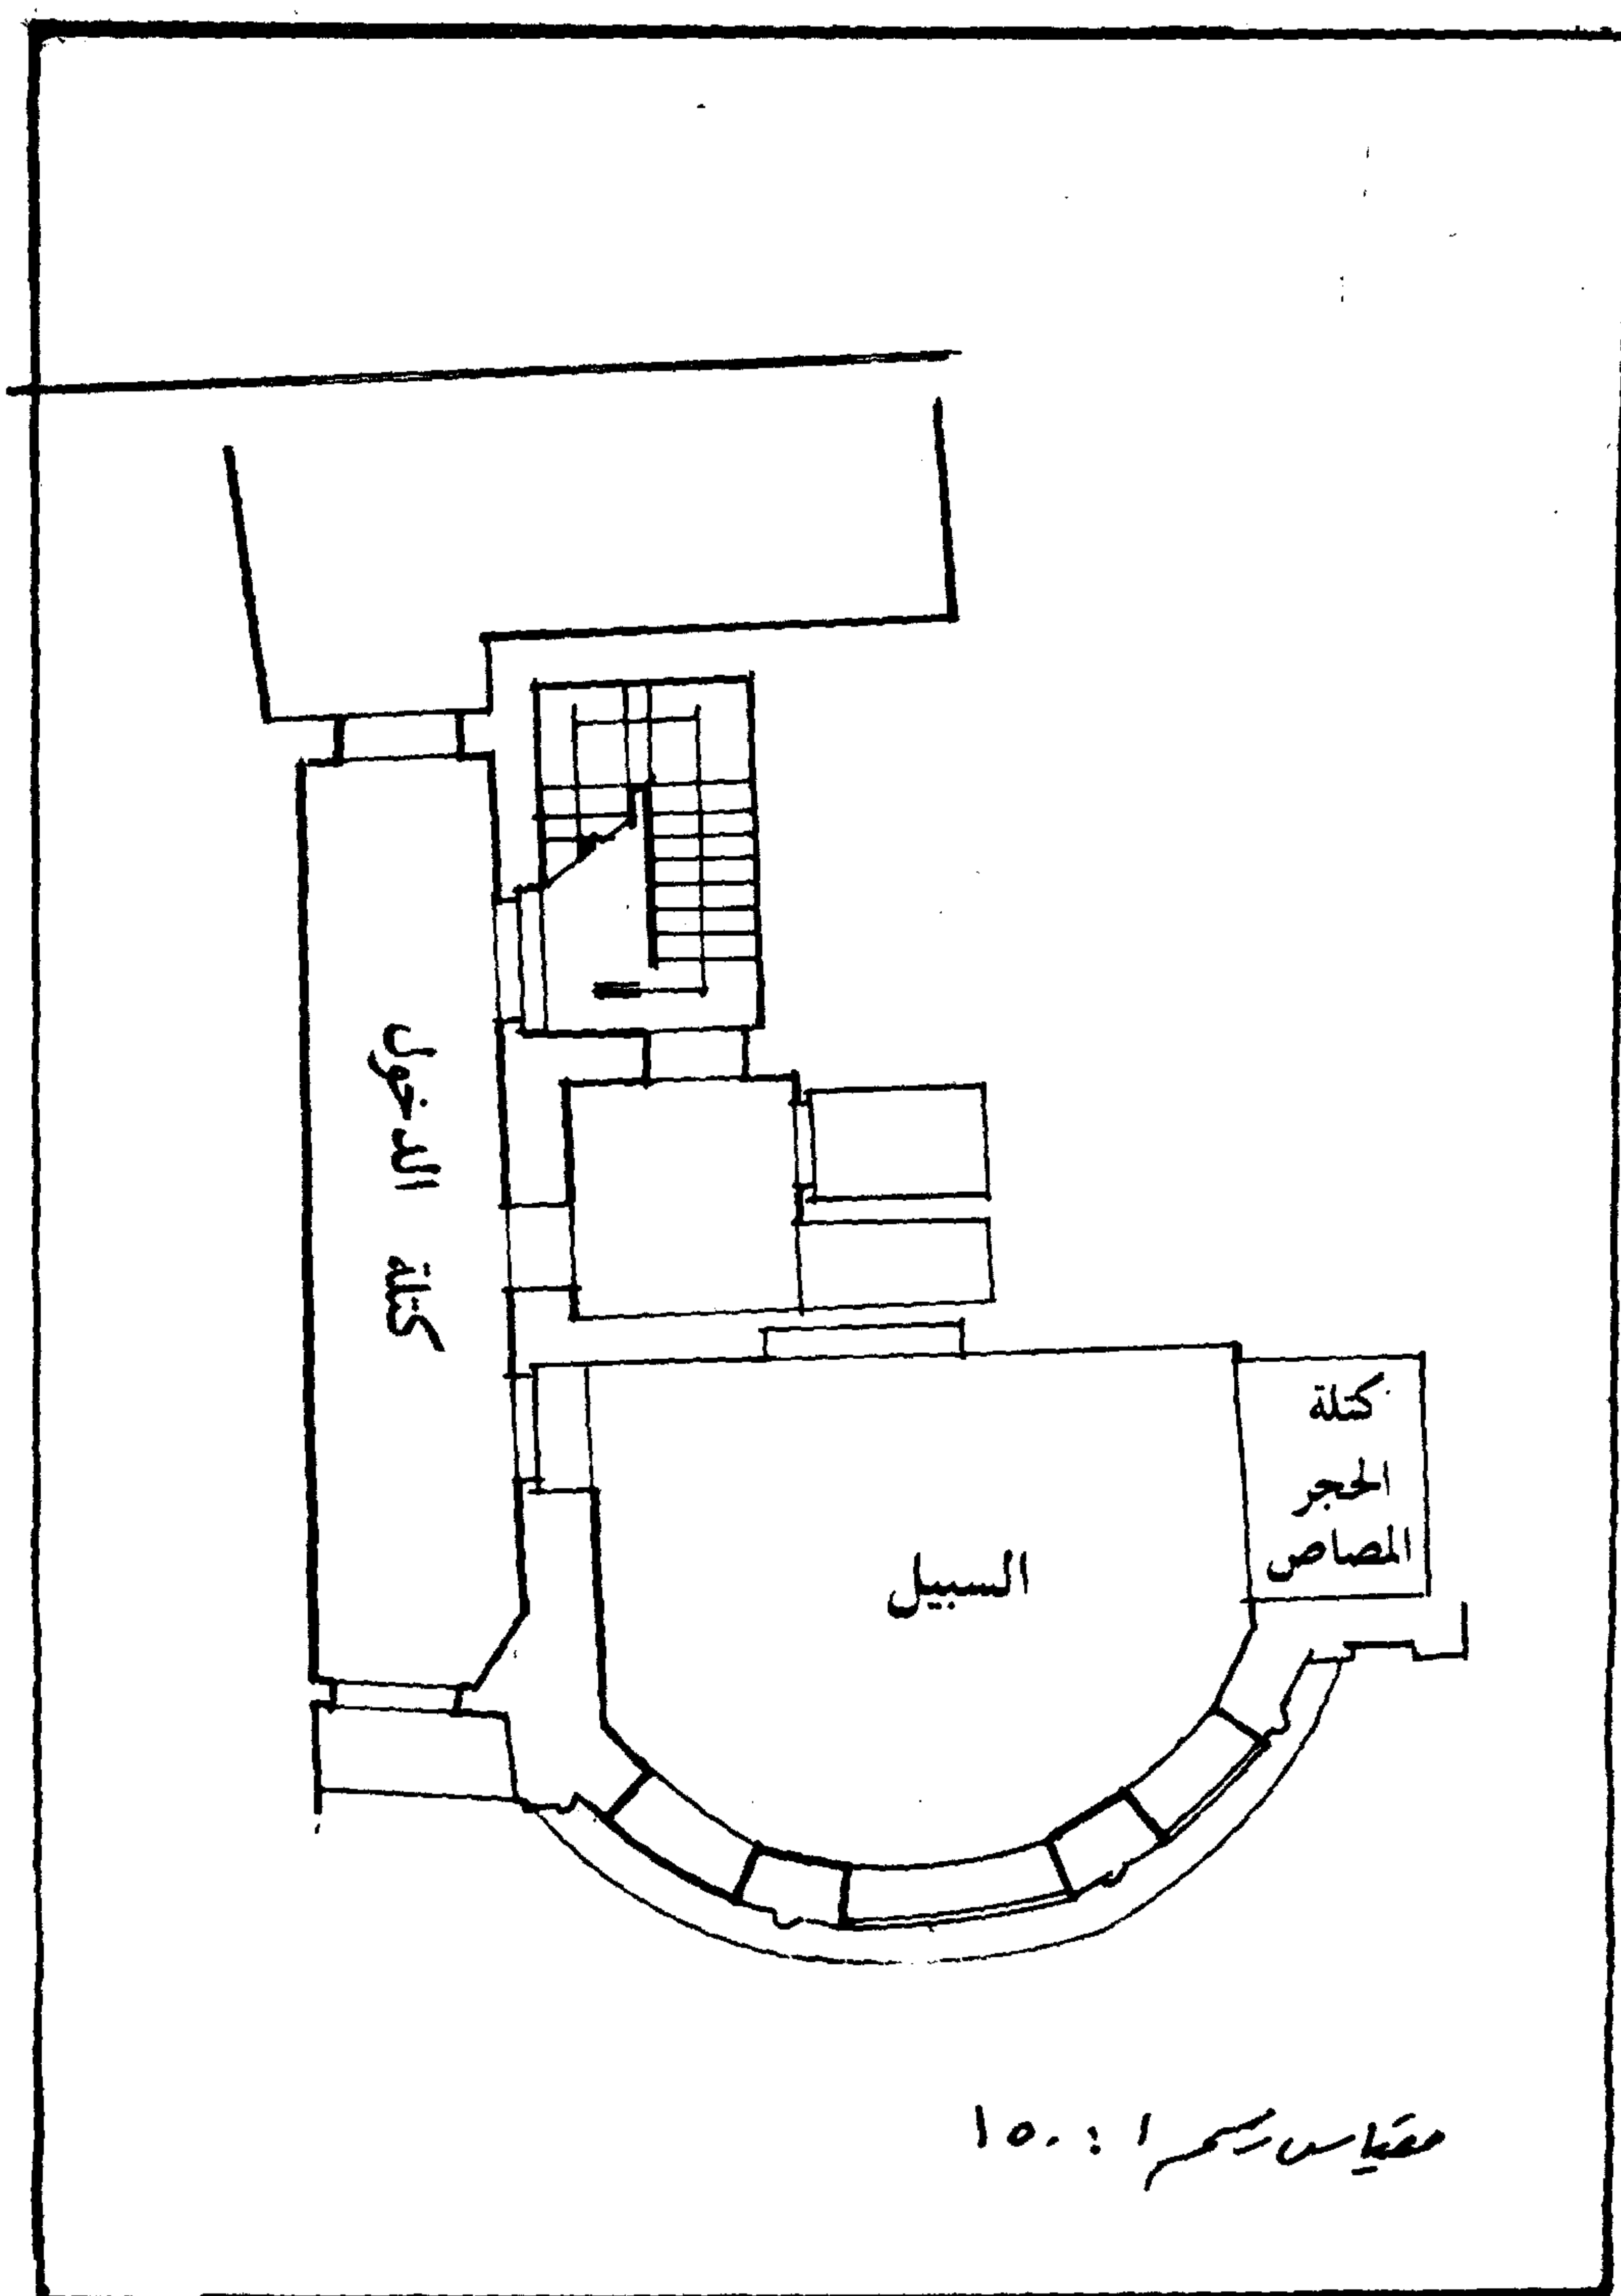 كتلة الدخول
كتلة
الحجر
المصاص
السبيل
مقياس رسم ١ : ١٥٠